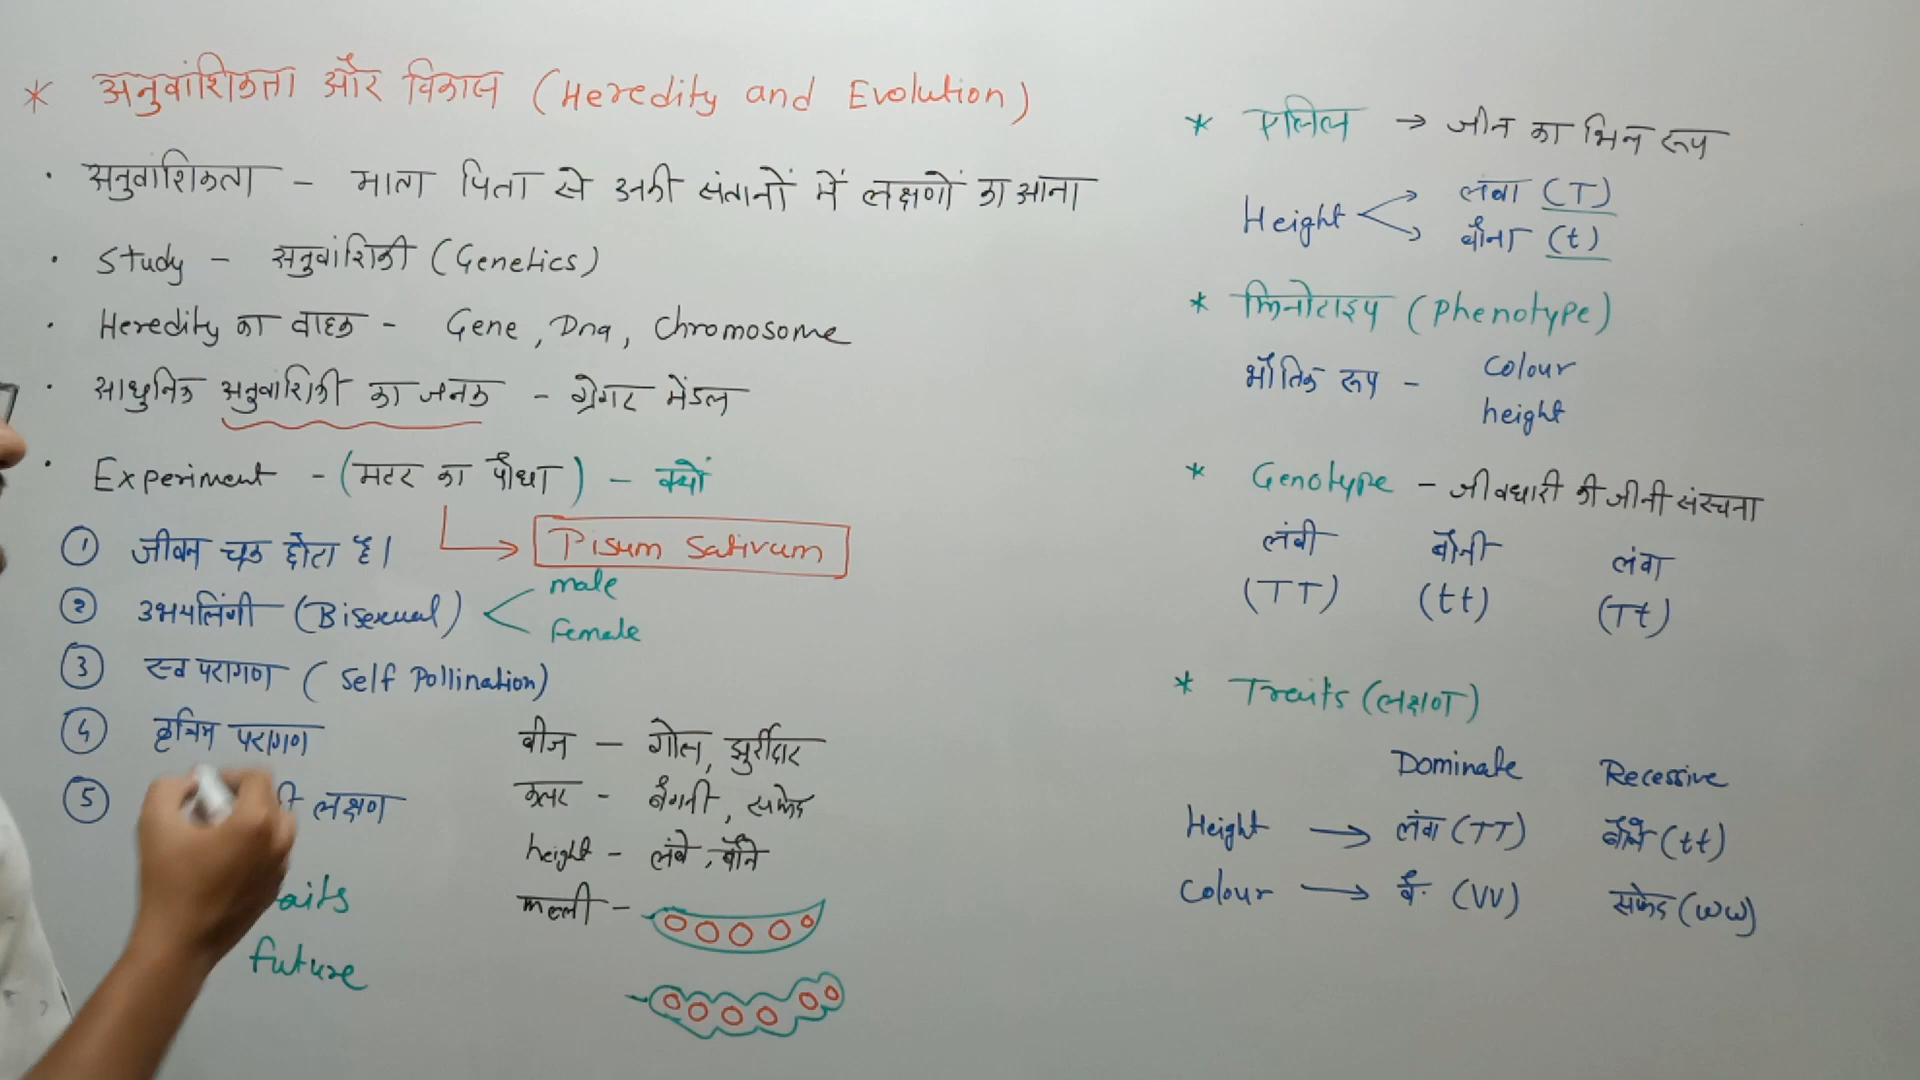 * अनुवांशिकता और विकास (Heredity and Evolution)
· अनुवांशिकता - माता पिता से उनकी संतानों में लक्षणों का आना
· Study - अनुवांशिकी (Genetics)
· Heredity का वाहक - Gene, Dna, Chromosome
· आधुनिक अनुवांशिकी का जनक - ग्रेगर मेंडल
· Experiment - (मटर का पौधा) - क्यों
① जीवन चक्र होटा है। → Pisum Sativum
② उभयलिंगी (Bisexual) < male
female
③ स्व परागण (Self Pollination)
④ कृत्रिम परागण
⑤ लक्षण
aits
future
बीज - गोल, झुर्रीदार
कलर - बैंगनी, सफेद
height - लंबे, बौने
फली -
* एलिल → जीन का भिन्न रूप
Height < लंबा (T)
बौना (t)
* फिनोटाइप (Phenotype)
भौतिक रूप - Colour
height
* Genotype - जीवधारी की जीनी संरचना
लंबी बौनी लंबा
(TT) (tt) (Tt)
* Traits (लक्षण)
Dominate Recessive
Height → लंबा (TT) बौने (tt)
Colour → बैं. (VV) सफेद (ww)